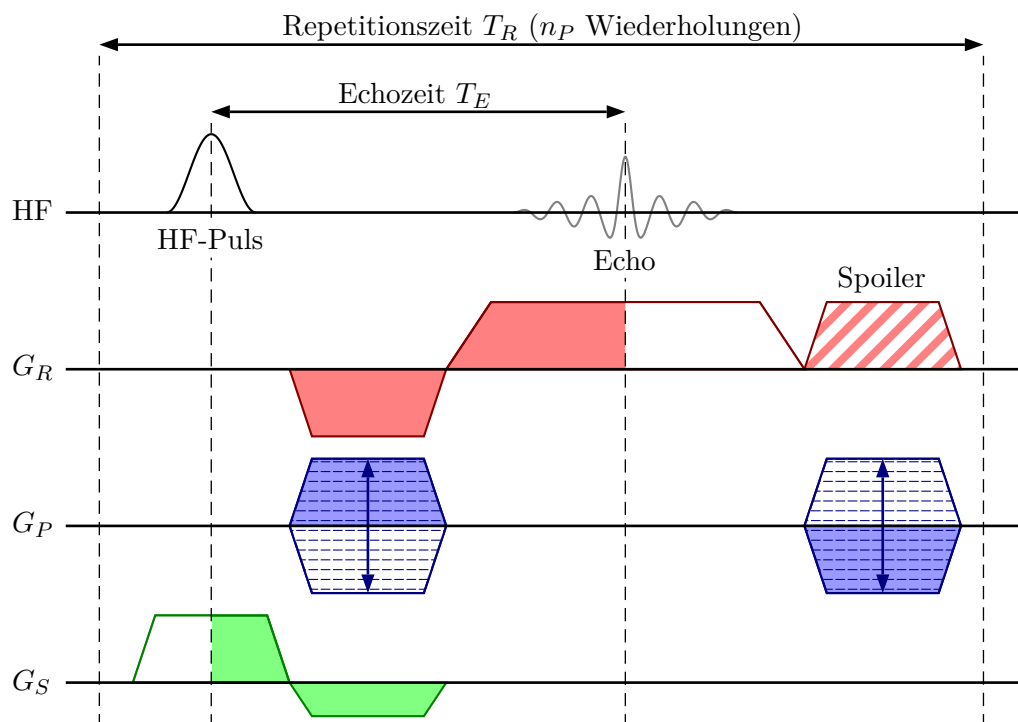 Repetitionszeit T_R (n_P Wiederholungen)
Echozeit T_E
HF
HF-Puls
Echo
Spoiler
G_R
G_P
G_S